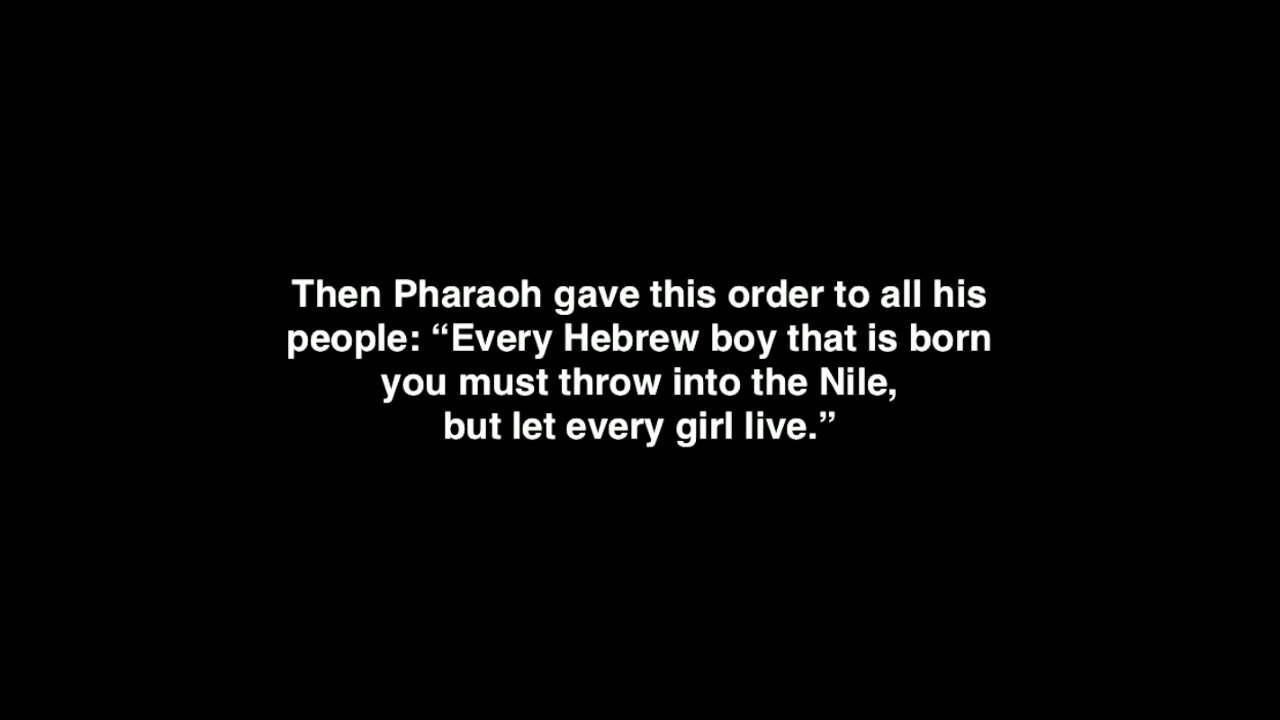 Then Pharaoh gave this order to all his
people: “Every Hebrew boy that is born
you must throw into the Nile,
but let every girl live.”